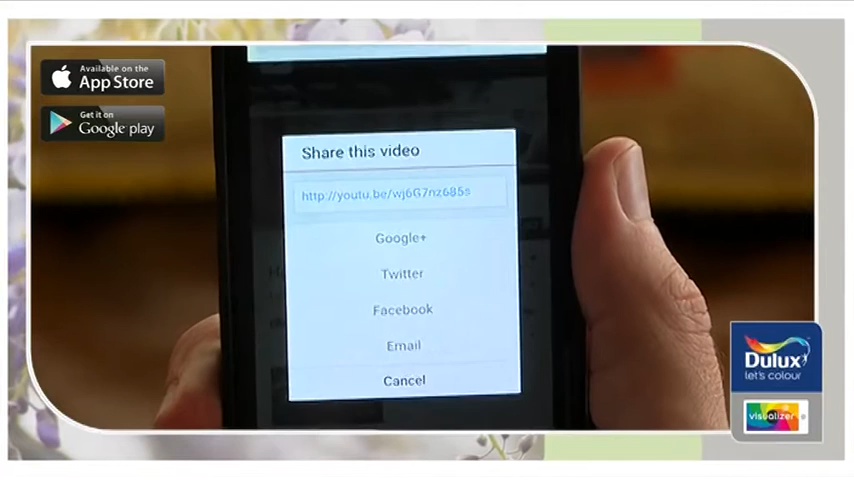 Available on the
App Store
Get it on
Google play
Share this video
http://youtu.be/wj6G7nz685s
Google+
Twitter
Facebook
Email
Cancel
Dulux
let's colour
visualizer